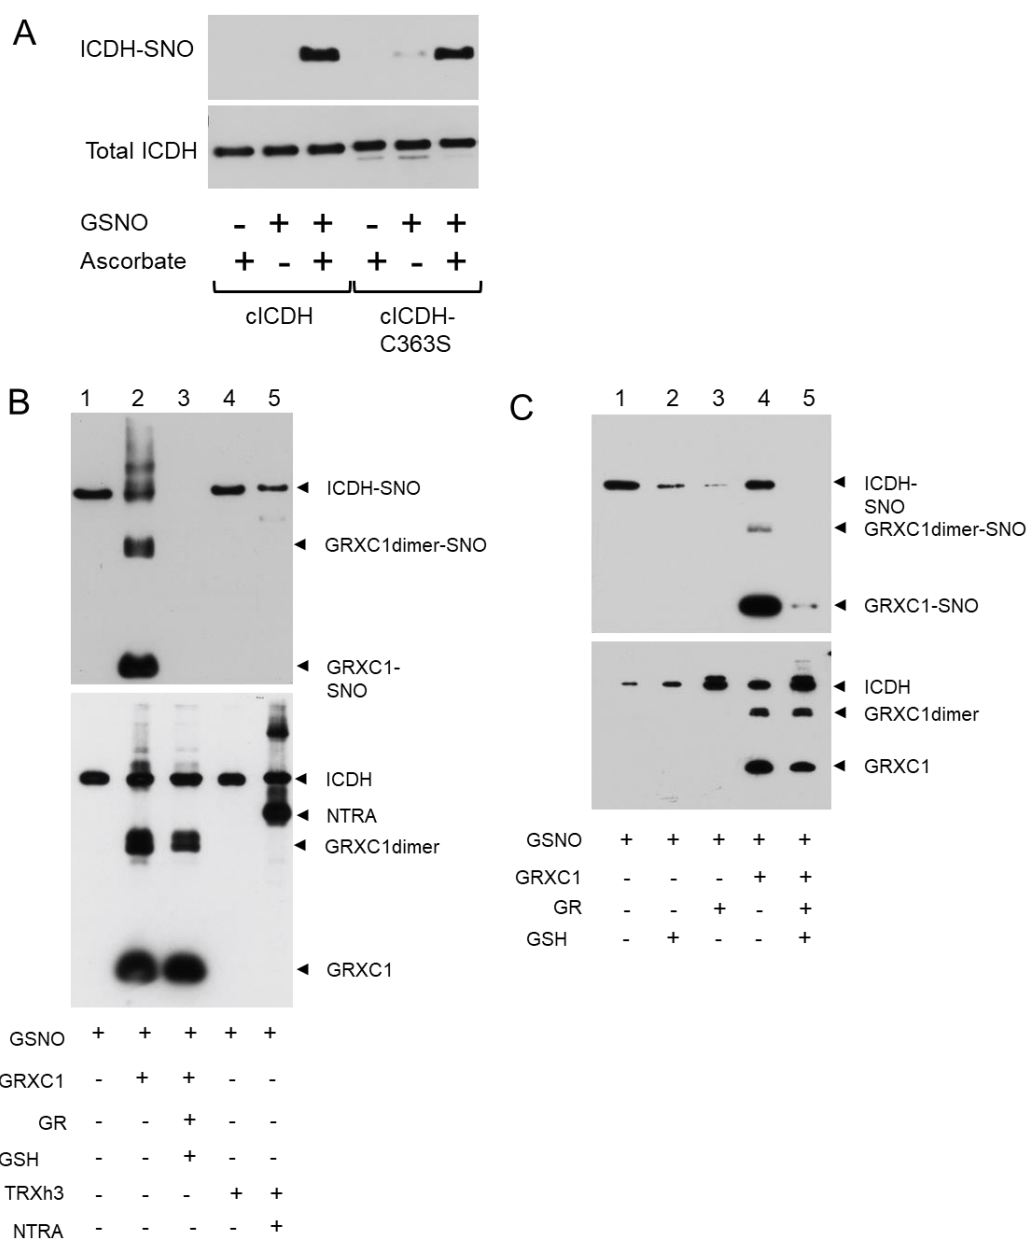 A
ICDH-SNO
Total ICDH
GSNO - + + - + +
Ascorbate + - + + - +
cICDH
cICDH-
C363S
B
1 2 3 4 5
ICDH-SNO
GRXC1dimer-SNO
GRXC1-
SNO
ICDH
NTRA
GRXC1dimer
GRXC1
GSNO + + + + +
GRXC1 - + + - -
GR - - + - -
GSH - - + - -
TRXh3 - - - + +
NTRA - - - - +
C
1 2 3 4 5
ICDH-
SNO
GRXC1dimer-SNO
GRXC1-SNO
ICDH
GRXC1dimer
GRXC1
GSNO + + + + +
GRXC1 - - - + +
GR - - + - +
GSH - + - - +